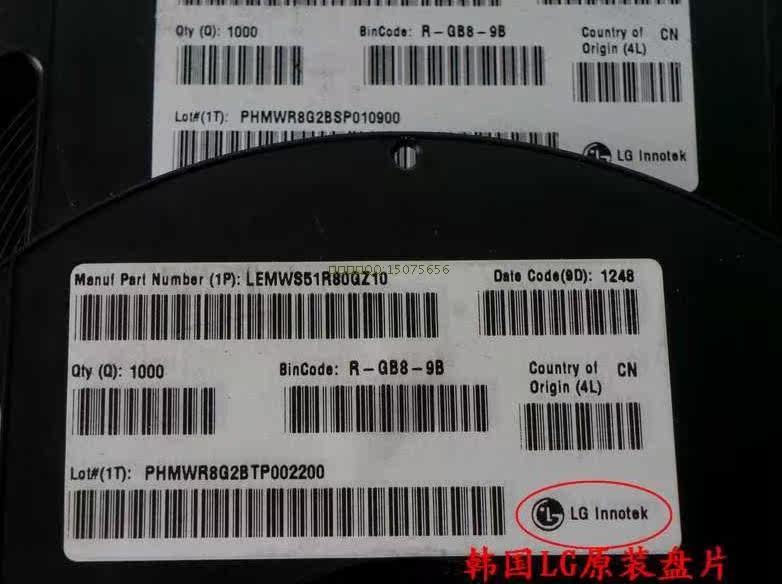 Qty (Q): 1000 BinCode: R-GB8-9B Country of CN
Origin (4L)
Lot#(1T): PHMWR8G2BSP010900
LG Innotek
QQ:15075656
Manuf Part Number (1P): LEMWS51R80GZ10 Date Code(9D): 1248
Qty (Q): 1000 BinCode: R-GB8-9B Country of CN
Origin (4L)
Lot#(1T): PHMWR8G2BTP002200
LG Innotek
韩国LG原装盘片